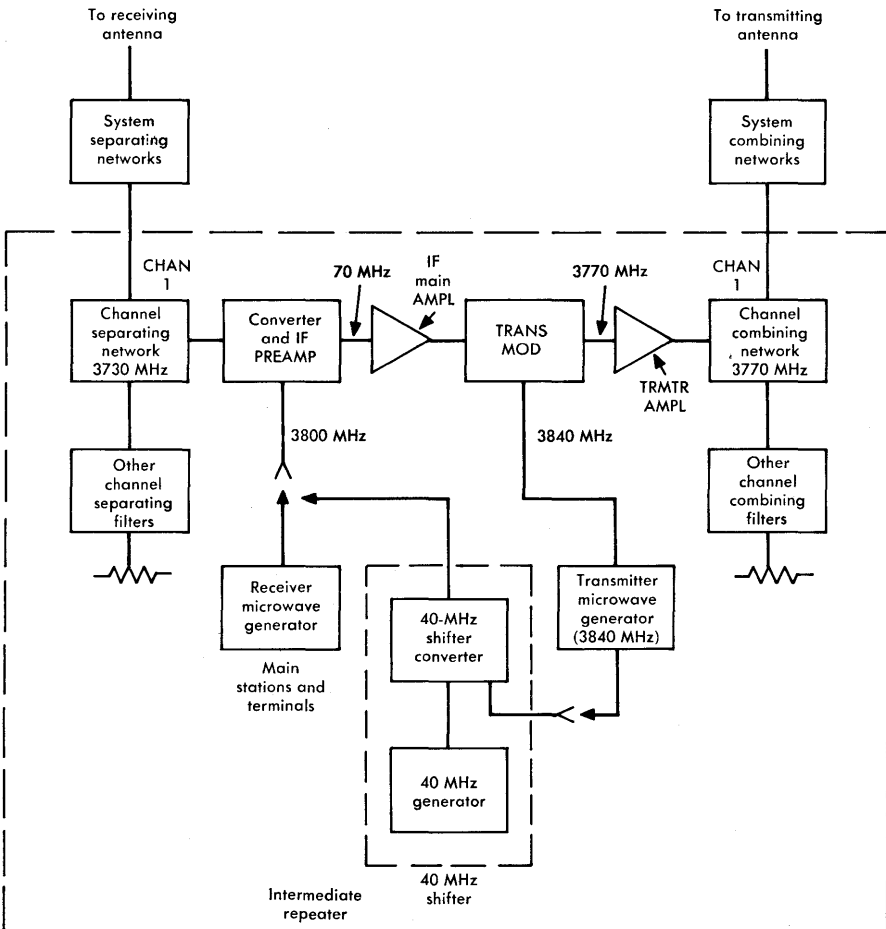 To receiving
antenna
To transmitting
antenna
System
separating
networks
System
combining
networks
CHAN
1
70 MHz
IF
main
AMPL
3770 MHz
CHAN
1
Channel
separating
network
3730 MHz
Converter
and IF
PREAMP
TRANS
MOD
TRMTR
AMPL
Channel
combining
network
3770 MHz
3800 MHz
3840 MHz
Other
channel
separating
filters
Other
channel
combining
filters
Receiver
microwave
generator
Main
stations and
terminals
40-MHz
shifter
converter
Transmitter
microwave
generator
(3840 MHz)
40 MHz
generator
Intermediate
repeater
40 MHz
shifter